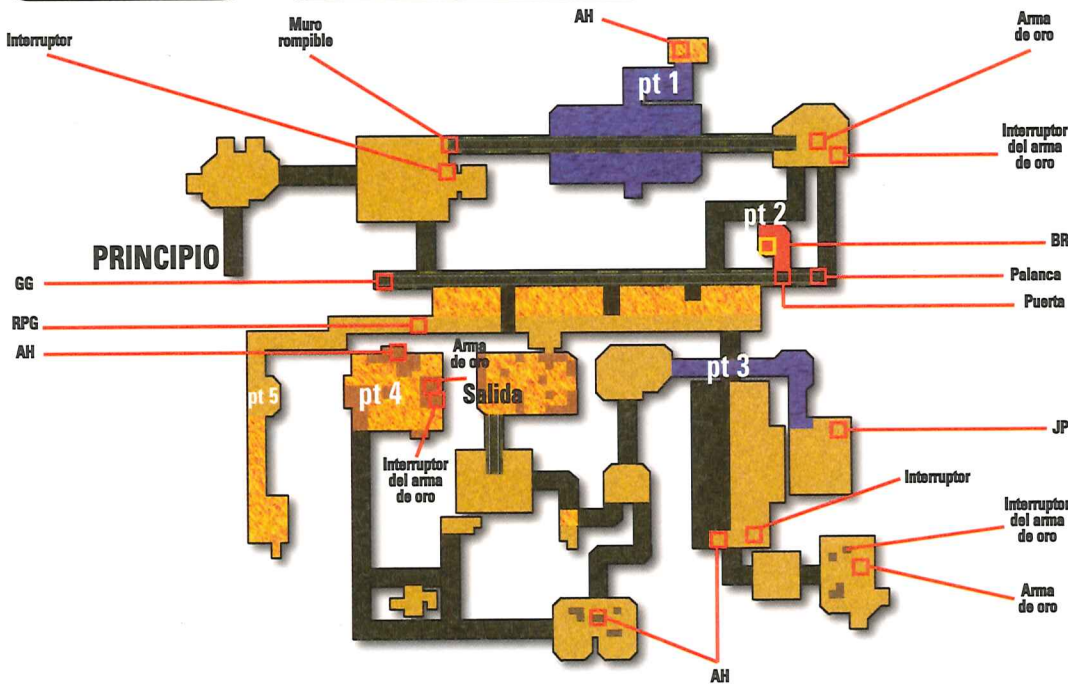 AH
Arma
de oro
Muro
rompible
Interruptor
pt 1
Interruptor
del arma
de oro
pt 2
BR
PRINCIPIO
Palanca
GG
Puerta
RPG
AH
Arma
de oro
pt 3
pt 4
Salida
pt 5
JP
Interruptor
del arma
de oro
Interruptor
Interruptor
del arma
de oro
Arma
de oro
AH